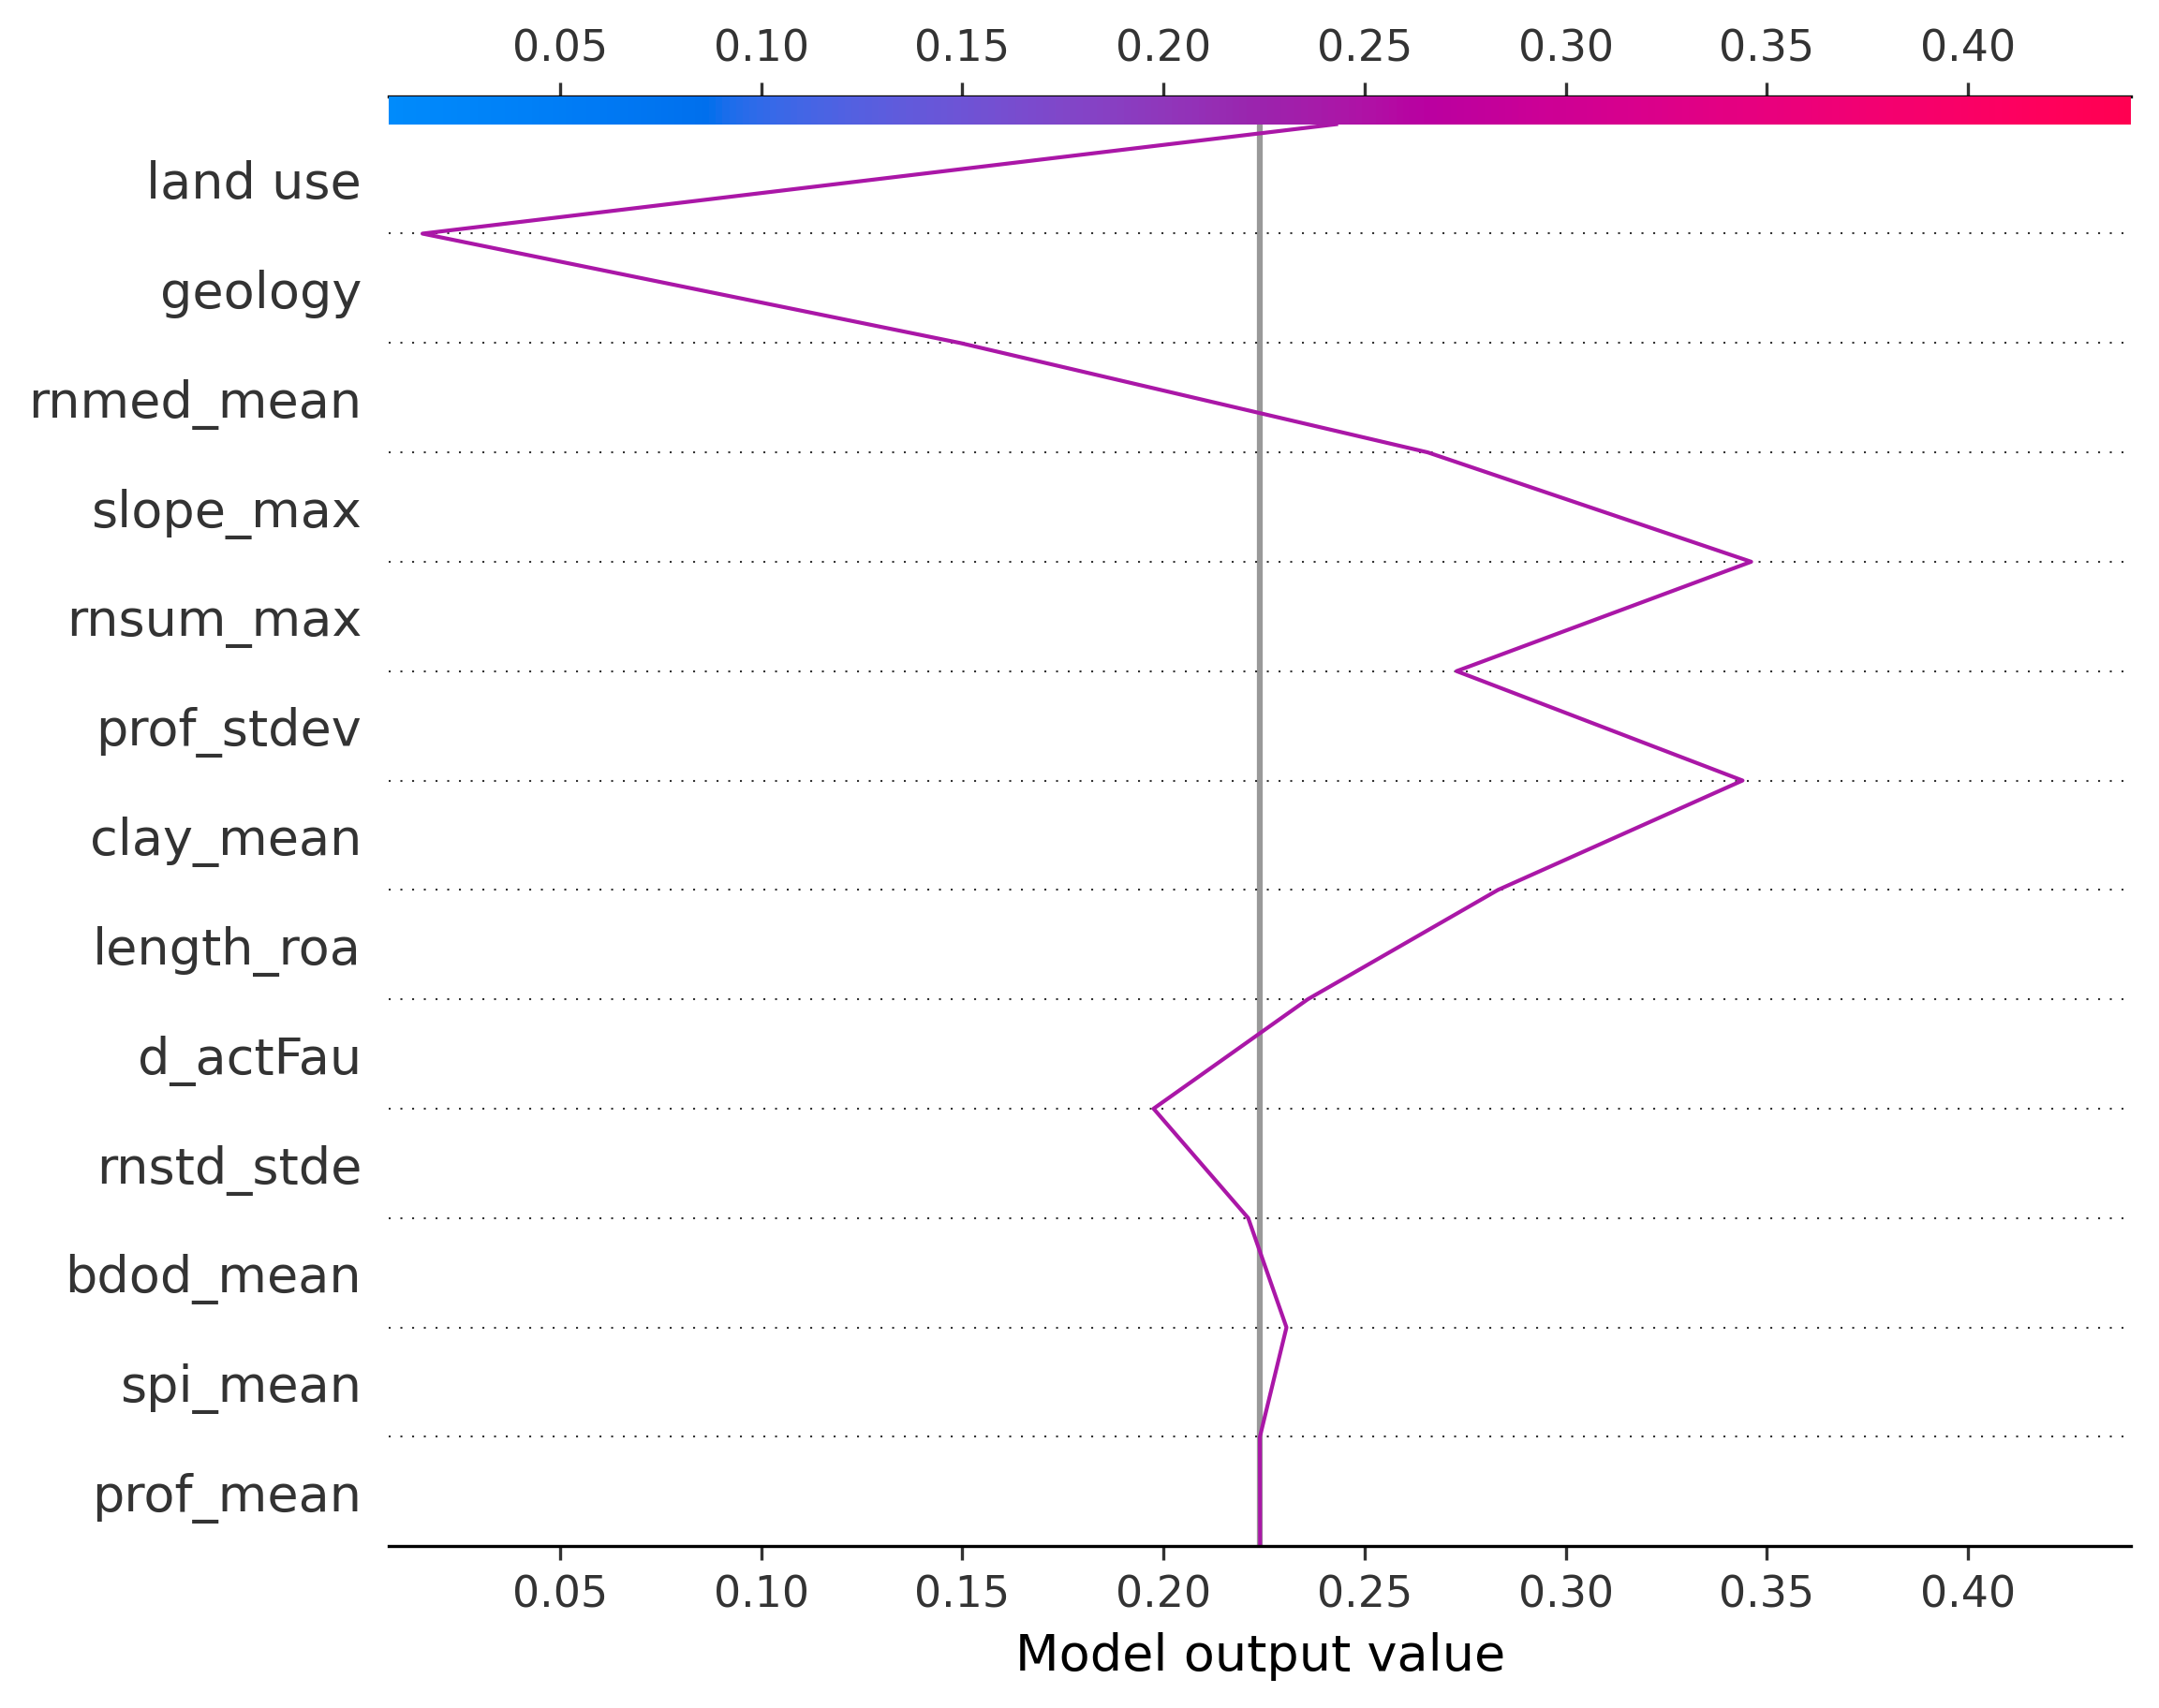 0.05 0.10 0.15 0.20 0.25 0.30 0.35 0.40
land use
geology
rnmed_mean
slope_max
rnsum_max
prof_stdev
clay_mean
length_roa
d_actFau
rnstd_stde
bdod_mean
spi_mean
prof_mean
0.05 0.10 0.15 0.20 0.25 0.30 0.35 0.40
Model output value